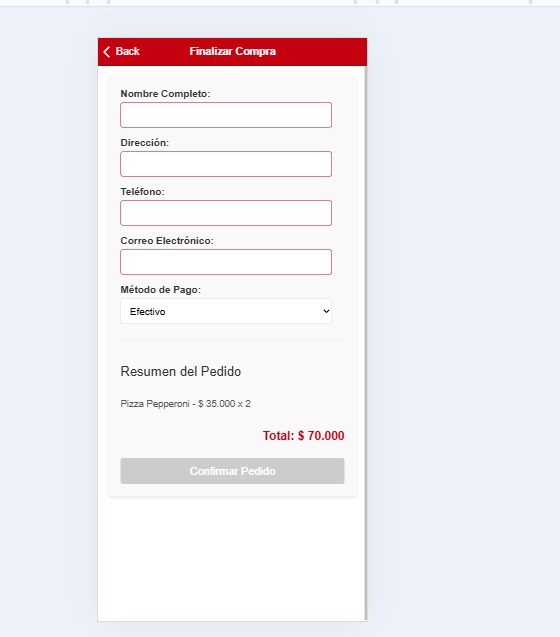 Back
Finalizar Compra
Nombre Completo:
Dirección:
Teléfono:
Correo Electrónico:
Método de Pago:
Efectivo
Resumen del Pedido
Pizza Pepperoni - $ 35.000 x 2
Total: $ 70.000
Confirmar Pedido